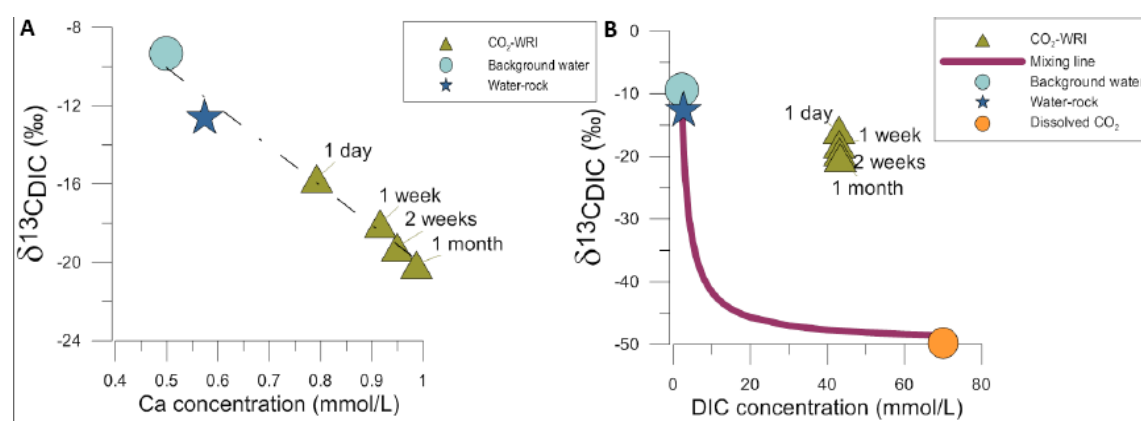 A
-8
-12
-16
-20
-24
δ13CDIC (‰)
CO2-WRI
Background water
Water-rock
1 day
1 week
2 weeks
1 month
0.4 0.5 0.6 0.7 0.8 0.9 1
Ca concentration (mmol/L)
B
0
-10
-20
-50
-40
-50
δ13CDIC (‰)
CO2-WRI
Mixing line
Background water
Water-rock
Dissolved CO2
1 day
1 week
2 weeks
1 month
0 20 40 60 80
DIC concentration (mmol/L)